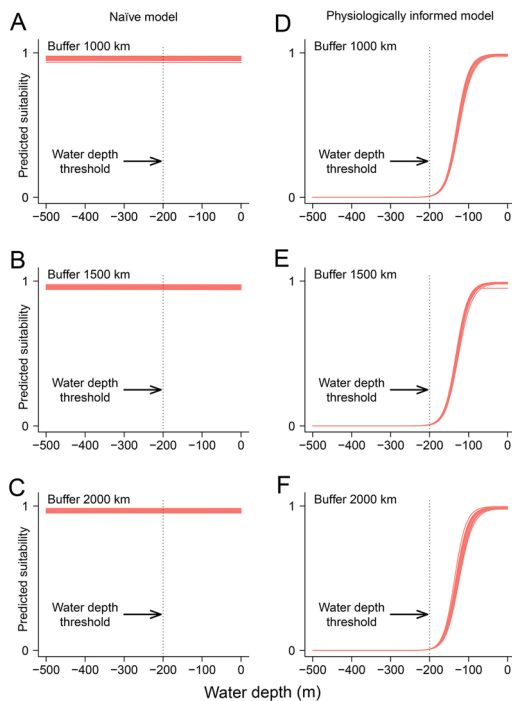 Naïve model
Physiologically informed model
A
Buffer 1000 km
1
Predicted suitability
Water depth
threshold
0
−500 −400 −300 −200 −100 0
D
Buffer 1000 km
1
Water depth
threshold
0
−500 −400 −300 −200 −100 0
B
Buffer 1500 km
1
Predicted suitability
Water depth
threshold
0
−500 −400 −300 −200 −100 0
E
Buffer 1500 km
1
Water depth
threshold
0
−500 −400 −300 −200 −100 0
C
Buffer 2000 km
1
Predicted suitability
Water depth
threshold
0
−500 −400 −300 −200 −100 0
F
Buffer 2000 km
1
Water depth
threshold
0
−500 −400 −300 −200 −100 0
Water depth (m)